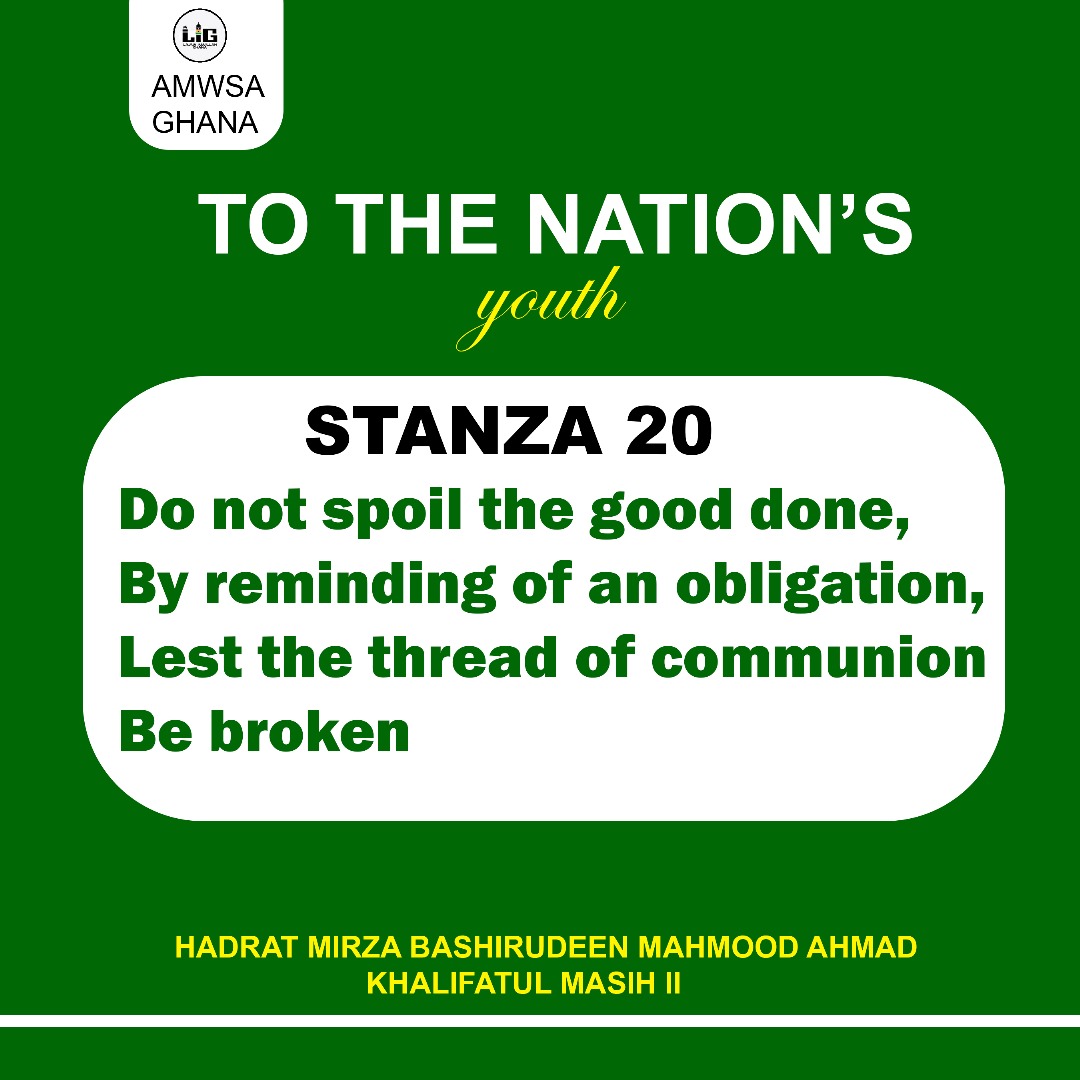 LIG
AMWSA
GHANA
TO THE NATION’S
youth
STANZA 20
Do not spoil the good done,
By reminding of an obligation,
Lest the thread of communion
Be broken
HADRAT MIRZA BASHIRUDEEN MAHMOOD AHMAD
KHALIFATUL MASIH II